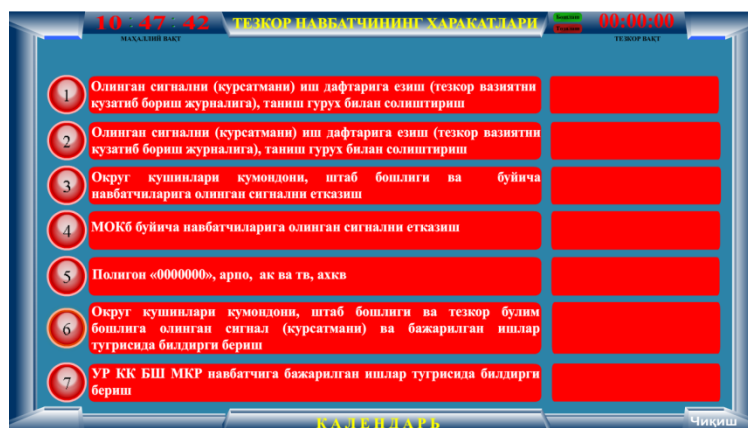 10 : 47 : 42
МАҲАЛЛИЙ ВАҚТ
ТЕЗКОР НАВБАТЧИНИНГ ХАРАКАТЛАРИ
00:00:00
ТЕЗКОР ВАҚТ
1
Олинган сигнални (курсатмани) иш дафтарига езиш (тезкор вазиятни
кузатиб бориш журналига), таниш гурух билан солиштириш
2
Олинган сигнални (курсатмани) иш дафтарига езиш (тезкор вазиятни
кузатиб бориш журналига), таниш гурух билан солиштириш
3
Округ кушинлари кумондони, штаб бошлиги ва буйича
навбатчиларига олинган сигнални етказиш
4
МОКб буйича навбатчиларига олинган сигнални етказиш
5
Полигон «0000000», арпо, ак ва тв, ахкв
6
Округ кушинлари кумондони, штаб бошлиги ва тезкор булим
бошлига олинган сигнал (курсатмани) ва бажарилган ишлар
тугрисида билдирги бериш
7
УР КК БШ МКР навбатчига бажарилган ишлар тугрисида билдирги
бериш
КАЛЕНДАРЬ
Чиқиш